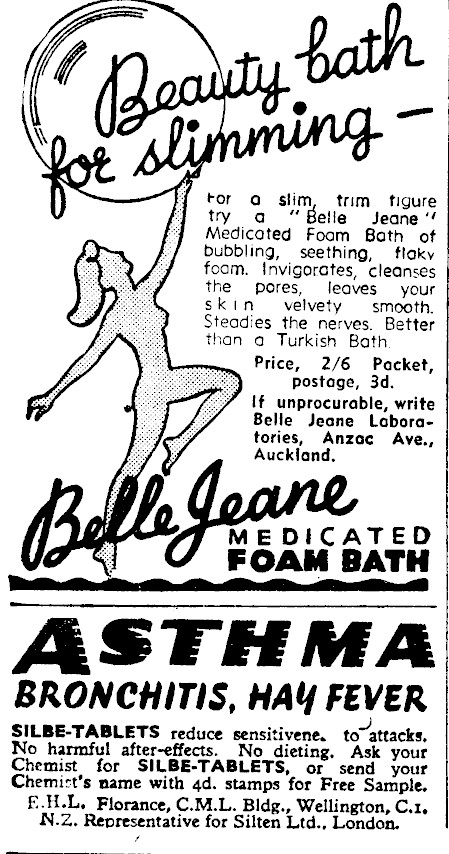 Beauty bath
for slimming —
For a slim, trim figure
try a "Belle Jeane"
Medicated Foam Bath of
bubbling, seething, flaky
foam. Invigorates, cleanses
the pores, leaves your
skin velvety smooth.
Steadies the nerves. Better
than a Turkish Bath
Price, 2/6 Packet,
postage, 3d.
If unprocurable, write
Belle Jeane Labora-
tories, Anzac Ave.,
Auckland.
Belle Jeane
MEDICATED
FOAM BATH
ASTHMA
BRONCHITIS, HAY FEVER
SILBE-TABLETS reduce to attacks.
No harmful after-effects. No dieting. Ask your
Chemist for SILBE-TABLETS, or send your
Chemist's name with 4d. stamps for Free Sample.
E.H.L. Florance, C.M.L. Bldg., Wellington, C.1.
N.Z. Representative for Silten Ltd., London.